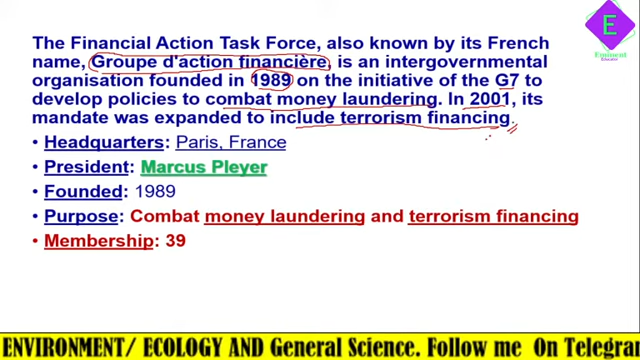 E
Eminent
The Financial Action Task Force, also known by its French
name, Groupe d'action financière, is an intergovernmental
organisation founded in 1989 on the initiative of the G7 to
develop policies to combat money laundering. In 2001, its
mandate was expanded to include terrorism financing.
• Headquarters: Paris, France
• President: Marcus Pleyer
• Founded: 1989
• Purpose: Combat money laundering and terrorism financing
• Membership: 39
ENVIRONMENT/ ECOLOGY AND General Science. Follow me On Telegra